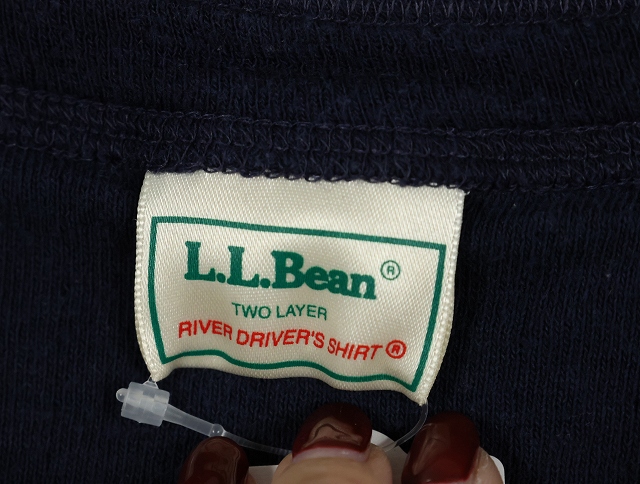 L.L.Bean®
TWO LAYER
RIVER DRIVER'S SHIRT®